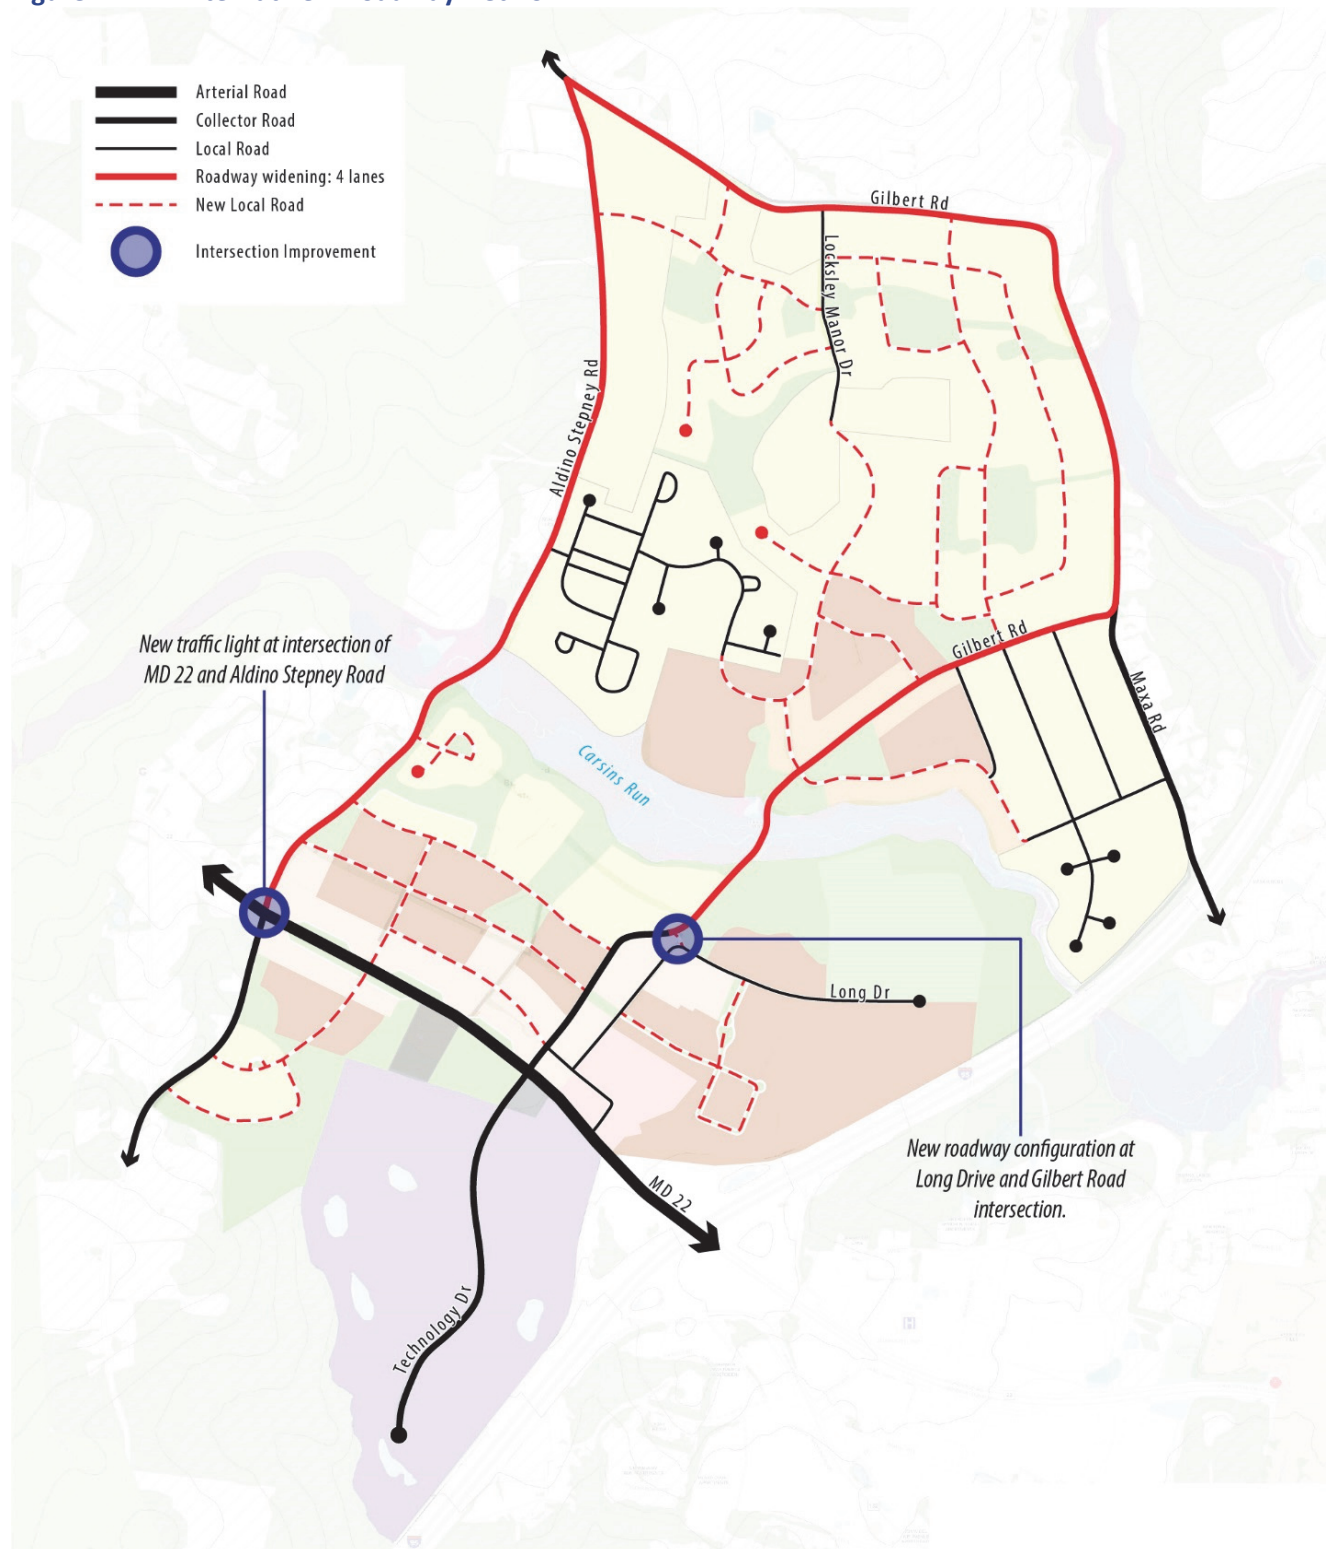 Arterial Road
Collector Road
Local Road
Roadway widening: 4 lanes
New Local Road
Intersection Improvement
Gilbert Rd
Locksley Manor Dr
Aldino Stepney Rd
New traffic light at intersection of
MD 22 and Aldino Stepney Road
Gilbert Rd
Maxa Rd
Carsins Run
Long Dr
New roadway configuration at
Long Drive and Gilbert Road
intersection.
MD 22
Technology Dr
H